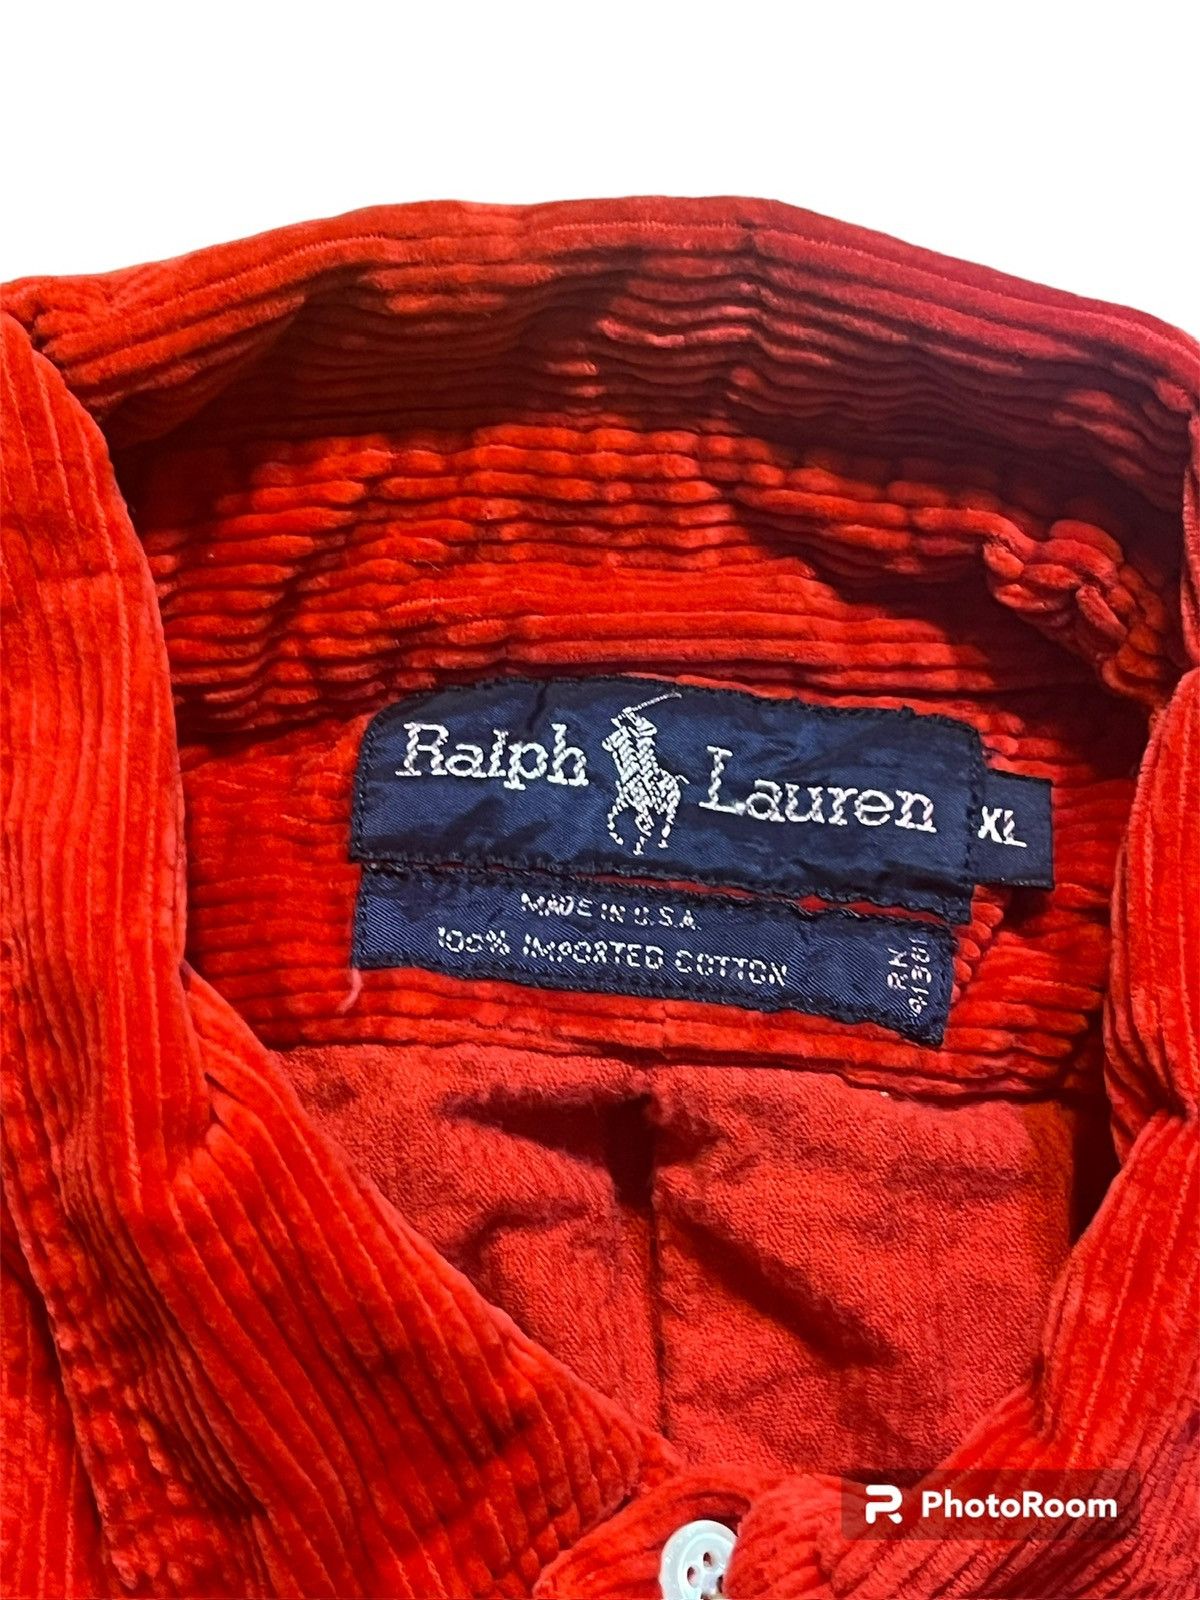 Ralph Lauren
XL
MADE IN U.S.A.
100% IMPORTED COTTON
RN
41381
PhotoRoom